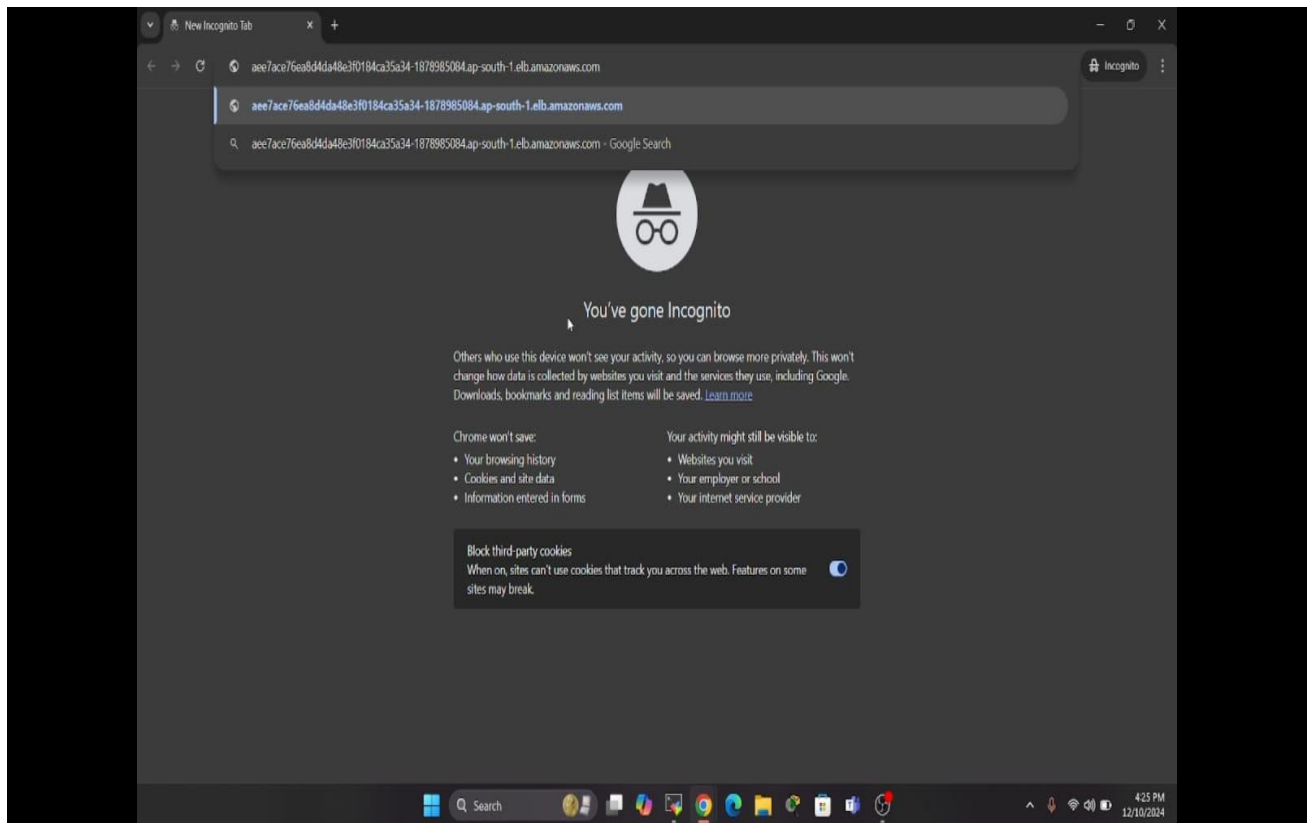 New Incognito Tab
aee7ace76ea8d4da48e3f0184ca35a34-1878985084.ap-south-1.elb.amazonaws.com
Incognito
aee7ace76ea8d4da48e3f0184ca35a34-1878985084.ap-south-1.elb.amazonaws.com
aee7ace76ea8d4da48e3f0184ca35a34-1878985084.ap-south-1.elb.amazonaws.com - Google Search
You've gone Incognito
Others who use this device won't see your activity, so you can browse more privately. This won't
change how data is collected by websites you visit and the services they use, including Google.
Downloads, bookmarks and reading list items will be saved. Learn more
Chrome won't save:
• Your browsing history
• Cookies and site data
• Information entered in forms
Your activity might still be visible to:
• Websites you visit
• Your employer or school
• Your internet service provider
Block third-party cookies
When on, sites can't use cookies that track you across the web. Features on some
sites may break.
Search
4:25 PM
12/10/2024